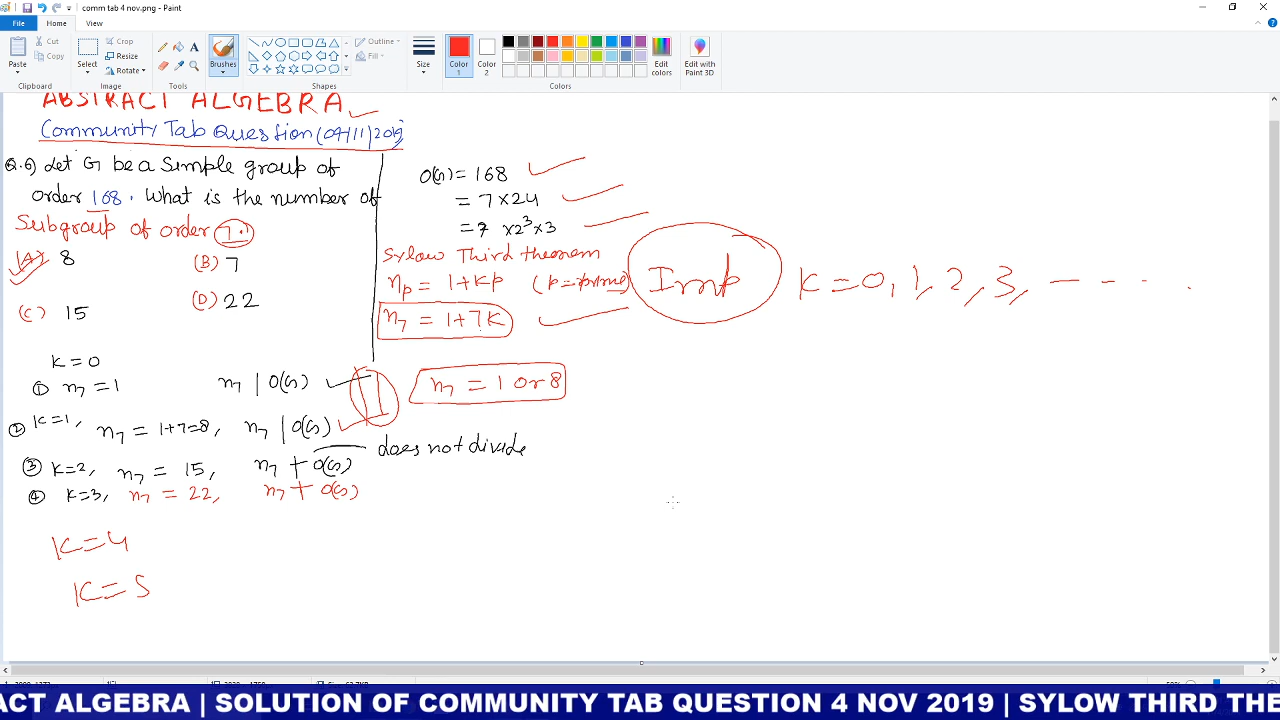 comm tab 4 nov.png - Paint
File
Home
View
Paste
Cut
Copy
Clipboard
Select
Crop
Resize
Rotate
Image
Tools
Brushes
Shapes
Outline
Fill
Size
Color 1
Color 2
Colors
Edit colors
Edit with Paint 3D
ABSTRACT ALGEBRA
Community Tab Question (04/11/2019)
Q.6) Let G be a simple group of
order 168. What is the number of
Subgroup of order 7.
(A) 8
(B) 7
(C) 15
(D) 22
O(G) = 168
= 7 × 24
= 7 × 2³ × 3
Sylow Third theorem
np = 1 + kp (p = prime)
n7 = 1 + 7k
Imp
K = 0, 1, 2, 3, - - - - -
k = 0
① n7 = 1 n7 | O(G)
n7 = 1 or 8
② k=1, n7 = 1+7=8, n7 | O(G)
③ k=2, n7 = 15, n7 ∤ O(G) does not divide
④ k=3, n7 = 22, n7 ∤ O(G)
K = 4
K = 5
ACT ALGEBRA | SOLUTION OF COMMUNITY TAB QUESTION 4 NOV 2019 | SYLOW THIRD THE